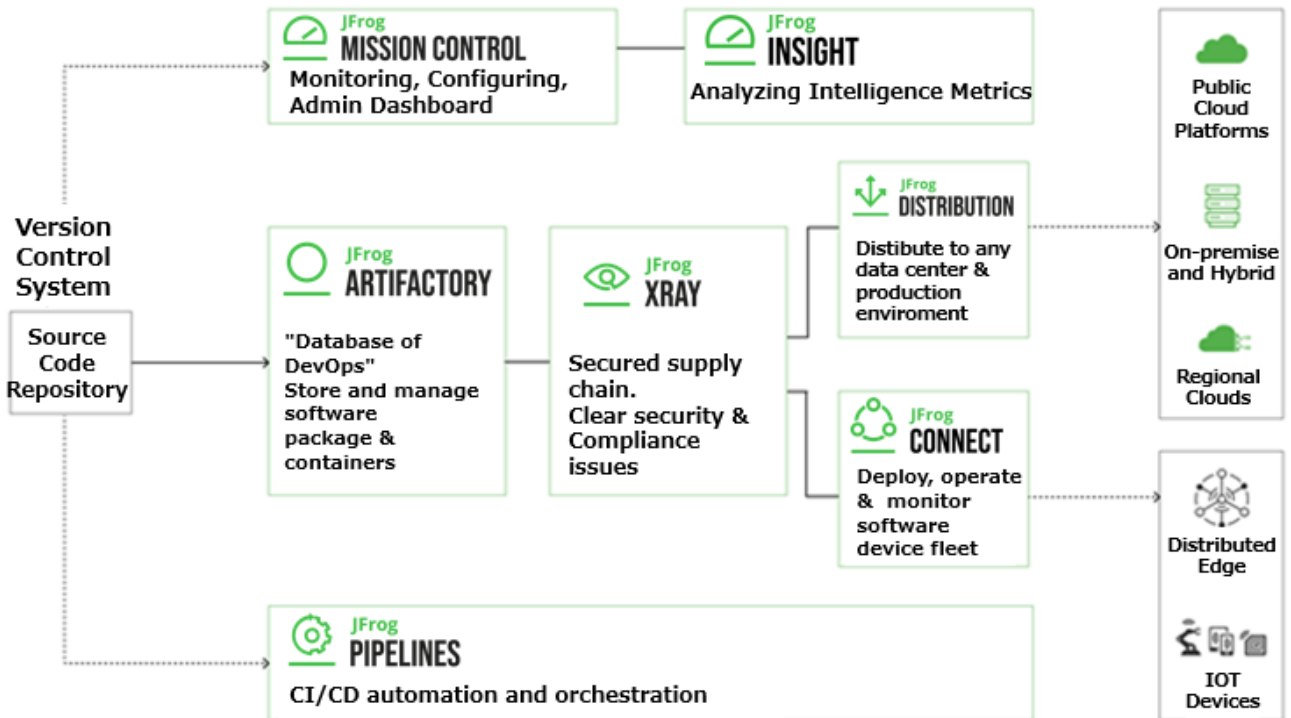 JFrog
MISSION CONTROL
Monitoring, Configuring,
Admin Dashboard
JFrog
INSIGHT
Analyzing Intelligence Metrics
Public
Cloud
Platforms
On-premise
and Hybrid
Regional
Clouds
Version
Control
System
Source
Code
Repository
JFrog
ARTIFACTORY
"Database of
DevOps"
Store and manage
software
package &
containers
JFrog
XRAY
Secured supply
chain.
Clear security &
Compliance
issues
JFrog
DISTRIBUTION
Distibute to any
data center &
production
enviroment
JFrog
CONNECT
Deploy, operate
& monitor
software
device fleet
Distributed
Edge
IOT
Devices
JFrog
PIPELINES
CI/CD automation and orchestration